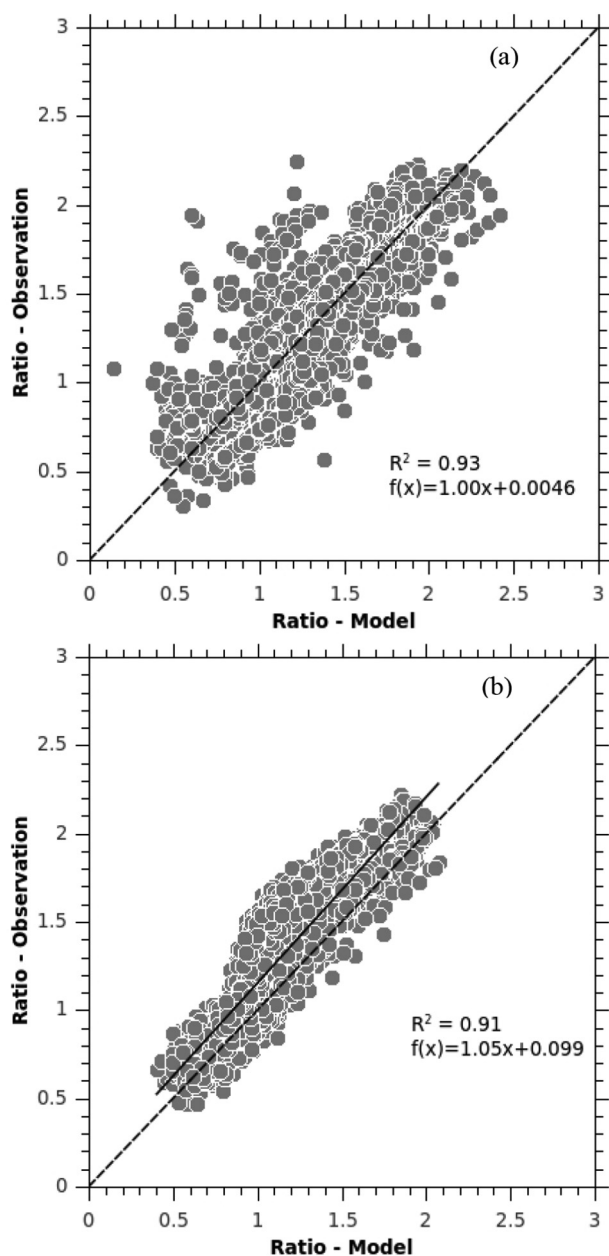 (a)
3
2.5
2
1.5
1
0.5
0
Ratio - Observation
R² = 0.93
f(x)=1.00x+0.0046
0 0.5 1 1.5 2 2.5 3
Ratio - Model
(b)
3
2.5
2
1.5
1
0.5
0
Ratio - Observation
R² = 0.91
f(x)=1.05x+0.099
0 0.5 1 1.5 2 2.5 3
Ratio - Model